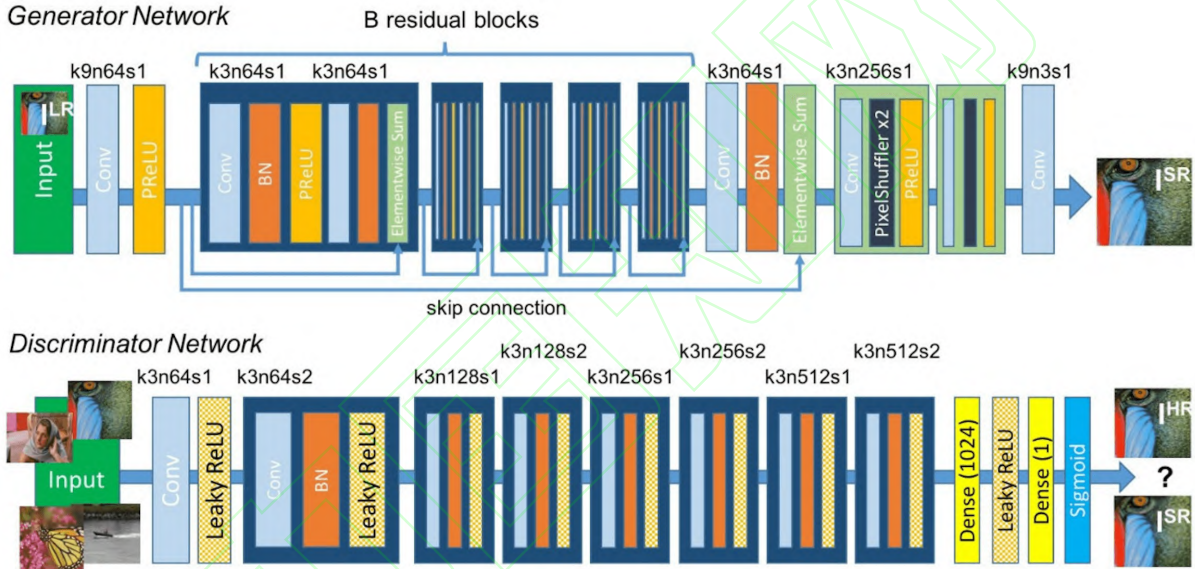 Generator Network
B residual blocks
k9n64s1
k3n64s1
k3n64s1
k3n64s1
k3n256s1
k9n3s1
I LR
Input
Conv
PReLU
Conv
BN
PReLU
Elementwise Sum
Conv
BN
Elementwise Sum
Conv
PixelShuffler x2
PReLU
Conv
I SR
skip connection
Discriminator Network
k3n64s1
k3n64s2
k3n128s1
k3n128s2
k3n256s1
k3n256s2
k3n512s1
k3n512s2
Input
Conv
Leaky ReLU
Conv
BN
Leaky ReLU
Dense (1024)
Leaky ReLU
Dense (1)
Sigmoid
I HR
?
I SR